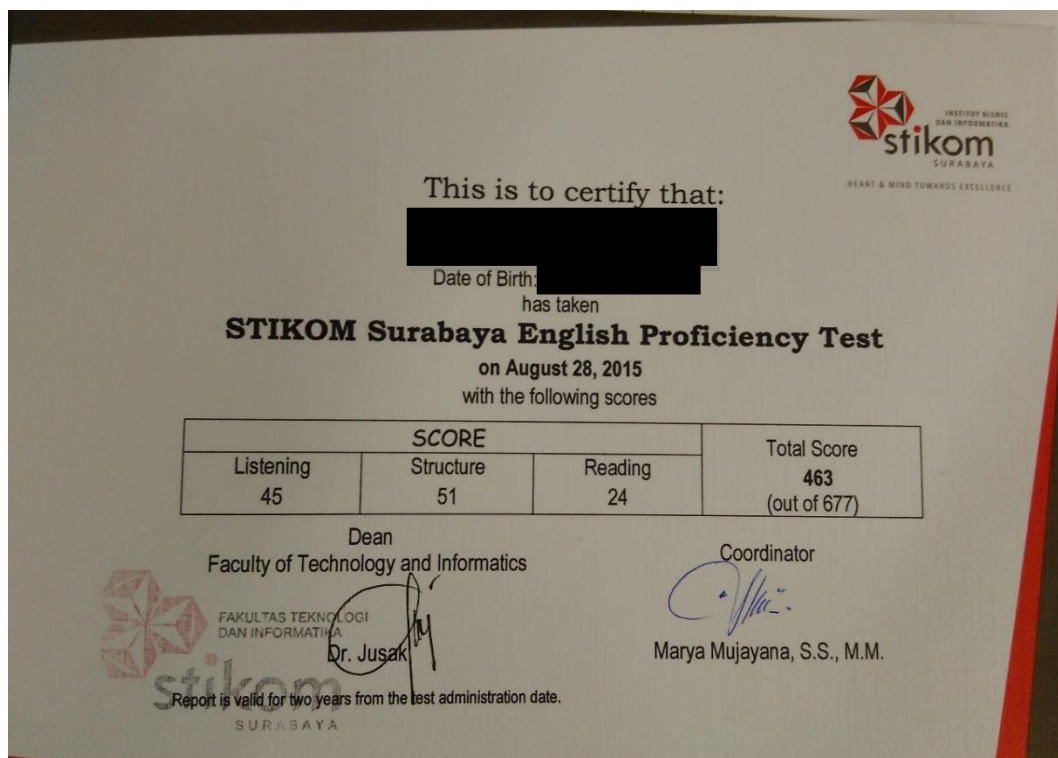 INSTITUT BISNIS
DAN INFORMATIKA
stikom
SURABAYA
HEART & MIND TOWARDS EXCELLENCE
This is to certify that:
Date of Birth:
has taken
STIKOM Surabaya English Proficiency Test
on August 28, 2015
with the following scores
SCORE
Total Score
Listening Structure Reading
463
45 51 24
(out of 677)
Dean
Faculty of Technology and Informatics
Coordinator
FAKULTAS TEKNOLOGI
DAN INFORMATIKA
Dr. Jusak
Marya Mujayana, S.S., M.M.
stikom
Report is valid for two years from the test administration date.
SURABAYA